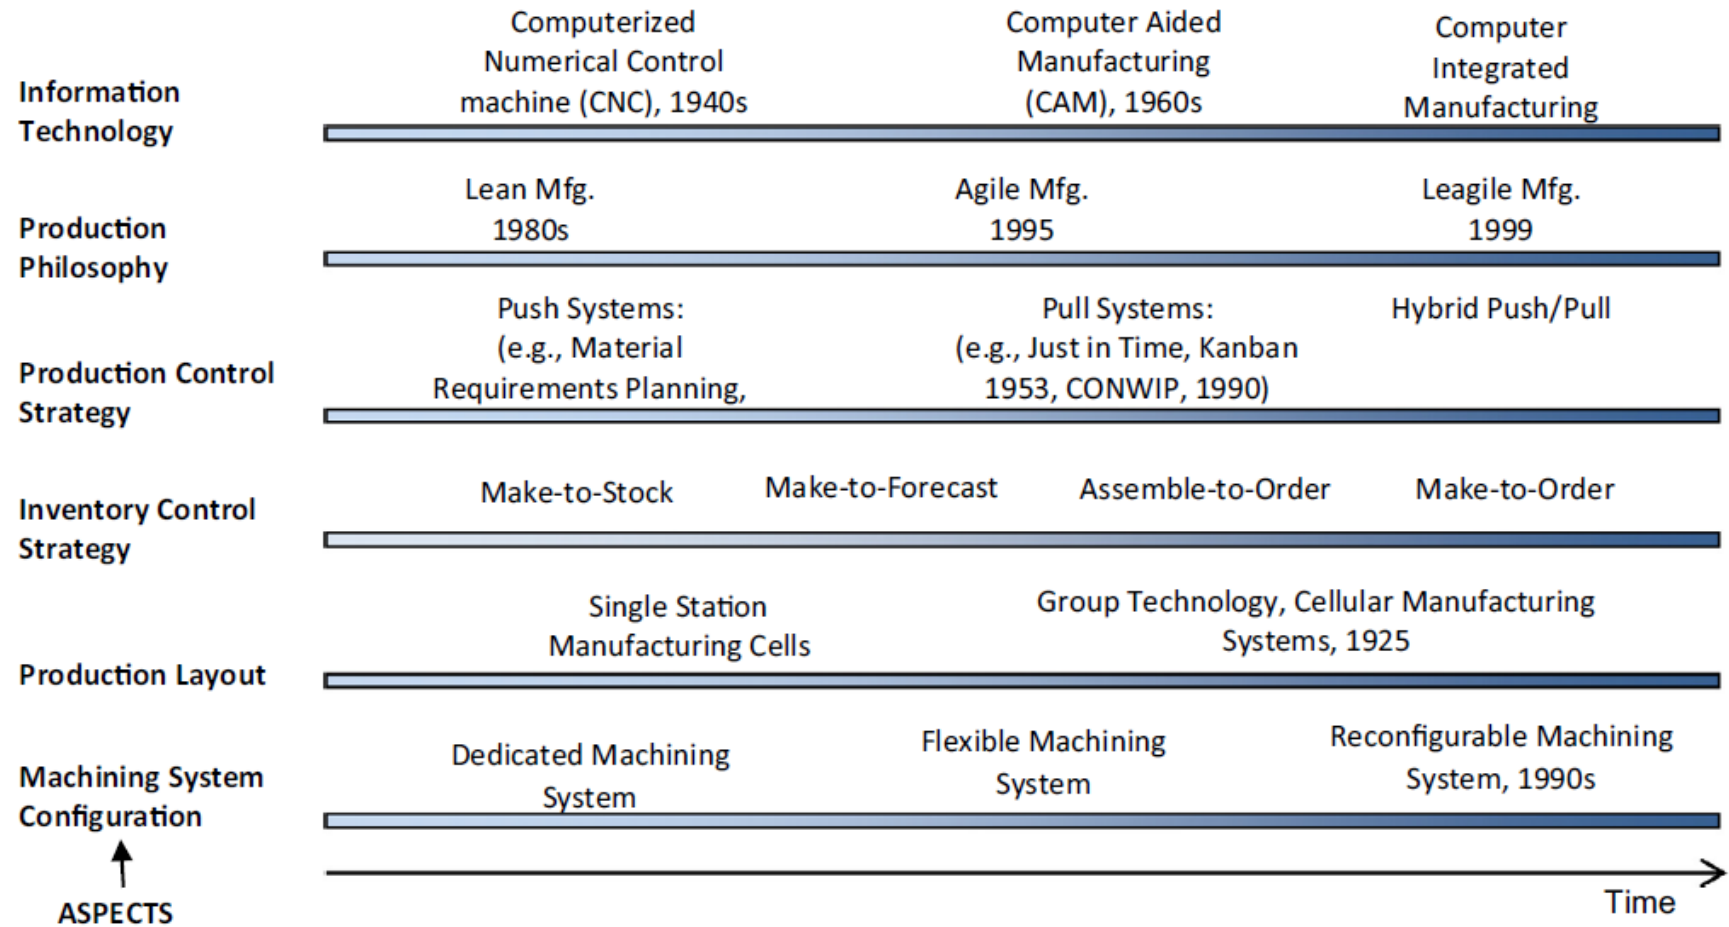 Information
Technology
Computerized
Numerical Control
machine (CNC), 1940s
Computer Aided
Manufacturing
(CAM), 1960s
Computer
Integrated
Manufacturing
Production
Philosophy
Lean Mfg.
1980s
Agile Mfg.
1995
Leagile Mfg.
1999
Production Control
Strategy
Push Systems:
(e.g., Material
Requirements Planning,
Pull Systems:
(e.g., Just in Time, Kanban
1953, CONWIP, 1990)
Hybrid Push/Pull
Inventory Control
Strategy
Make-to-Stock
Make-to-Forecast
Assemble-to-Order
Make-to-Order
Production Layout
Single Station
Manufacturing Cells
Group Technology, Cellular Manufacturing
Systems, 1925
Machining System
Configuration
Dedicated Machining
System
Flexible Machining
System
Reconfigurable Machining
System, 1990s
ASPECTS
Time